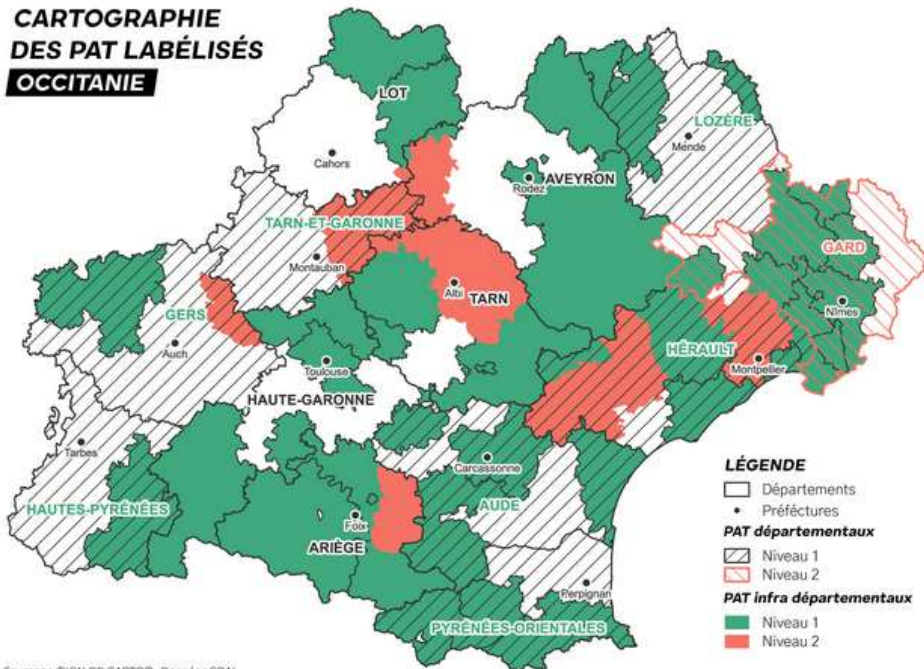 CARTOGRAPHIE
DES PAT LABÉLISÉS
OCCITANIE
LOT
LOZÈRE
Mende
Cahors
Rodez
AVEYRON
TARN-ET-GARONNE
GARD
Montauban
Albi
TARN
Nîmes
GERS
Auch
Toulouse
HÉRAULT
Montpellier
HAUTE-GARONNE
Tarbes
Carcassonne
HAUTES-PYRÉNÉES
AUDE
Foix
ARIÈGE
Perpignan
PYRÉNÉES-ORIENTALES
LÉGENDE
Départements
Préféctures
PAT départementaux
Niveau 1
Niveau 2
PAT infra départementaux
Niveau 1
Niveau 2